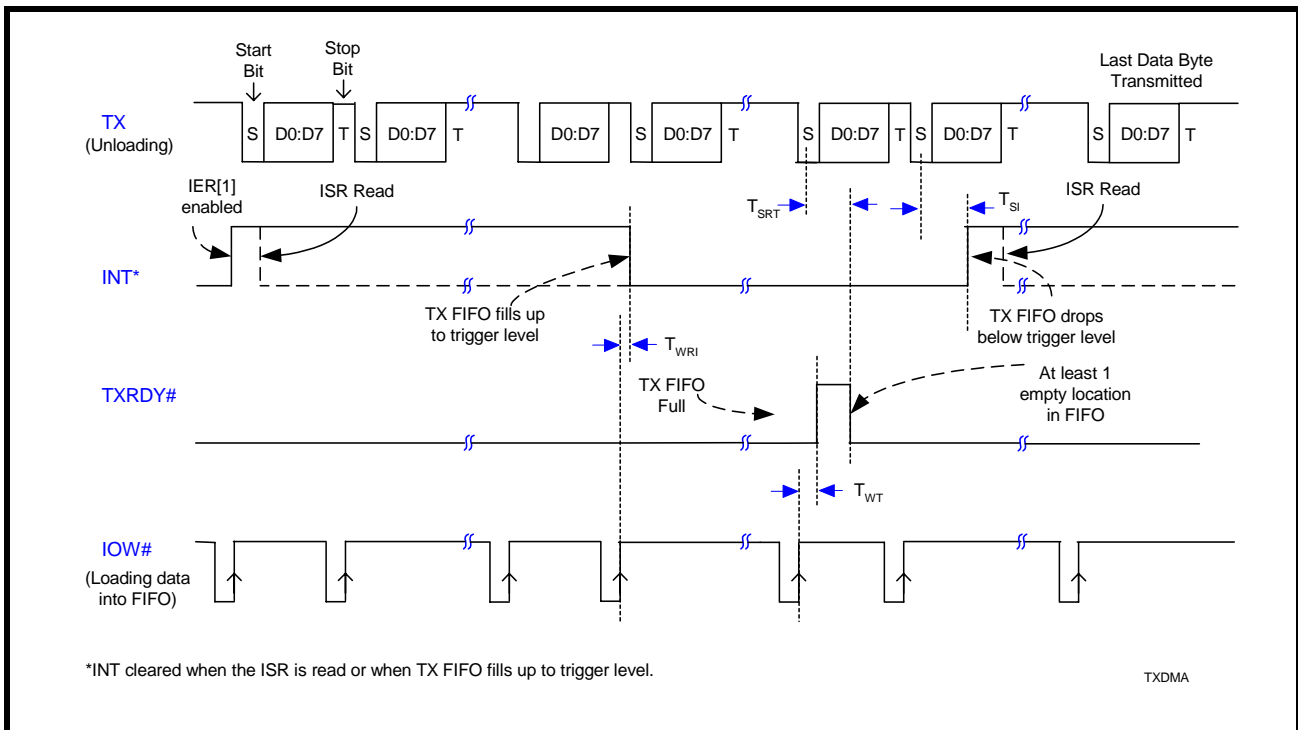 Start
Bit
Stop
Bit
Last Data Byte
Transmitted
TX
(Unloading)
S D0:D7 T S D0:D7 T D0:D7 S D0:D7 T S D0:D7 T S D0:D7 T S D0:D7 T
IER[1]
enabled
ISR Read
TSRT
TSI
ISR Read
INT*
TX FIFO fills up
to trigger level
TX FIFO drops
below trigger level
TWRI
TXRDY#
TX FIFO
Full
At least 1
empty location
in FIFO
TWT
IOW#
(Loading data
into FIFO)
*INT cleared when the ISR is read or when TX FIFO fills up to trigger level.
TXDMA